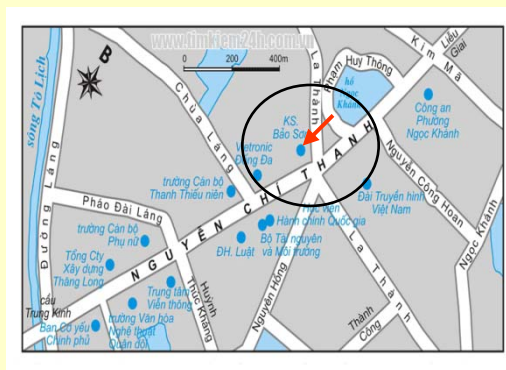 www.timkiem24h.com.vn
B
0 200 400m
sông Tô Lịch
Đường Láng
Chùa Láng
La Thành
Phạm Huy Thông
hồ
Ngọc
Khánh
Kim Mã
Liễu
Giai
Công an
Phường
Ngọc Khánh
KS.
Bảo Sơn
Vietronic
Đống Đa
trường Cán bộ
Thanh Thiếu niên
Pháo Đài Láng
NGUYỄN CHÍ THANH
Nguyễn Công Hoan
Ngọc Khánh
Đài Truyền hình
Việt Nam
Học viện
Hành chính Quốc gia
Bộ Tài nguyên
và Môi trường
ĐH. Luật
trường Cán bộ
Phụ nữ
Tổng Cty
Xây dựng
Thăng Long
Trung tâm
Viễn thông
Huỳnh
Thúc Kháng
Nguyên Hồng
La Thành
Thành
Công
cầu
Trung Kính
Ban Cơ yếu
Chính phủ
trường Văn hóa
Nghệ thuật
Quân đội